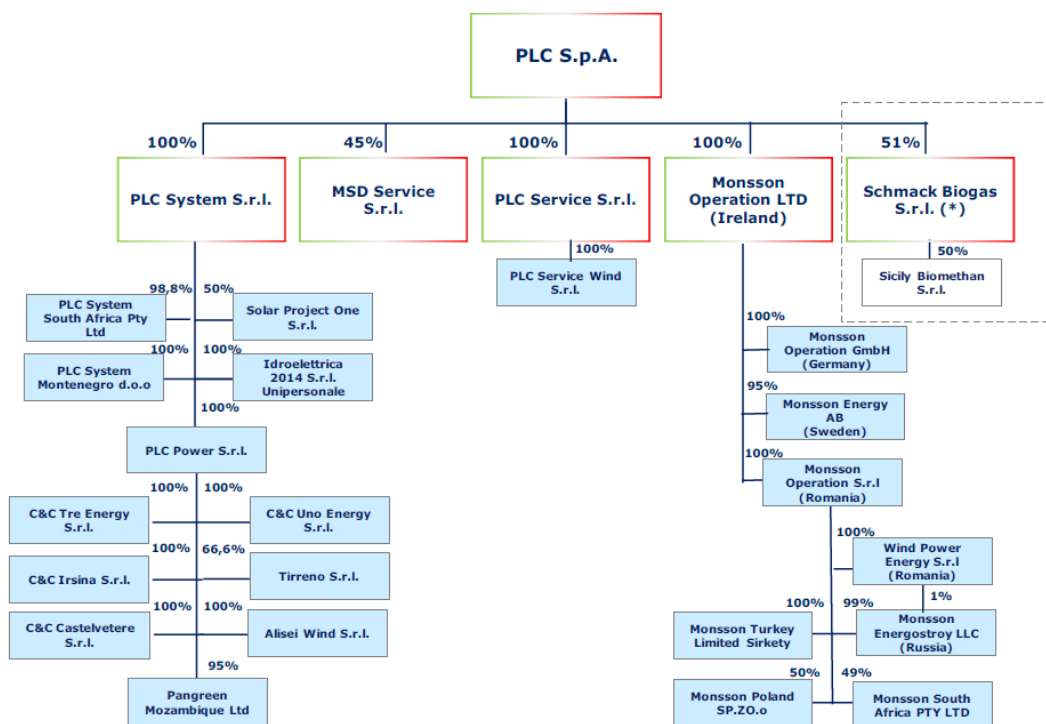 PLC S.p.A.
100%
45%
100%
100%
51%
PLC System S.r.l.
MSD Service
S.r.l.
PLC Service S.r.l.
Monsson
Operation LTD
(Ireland)
Schmack Biogas
S.r.l. (*)
100%
PLC Service Wind
S.r.l.
50%
Sicily Biomethan
S.r.l.
98,8%
50%
PLC System
South Africa Pty
Ltd
Solar Project One
S.r.l.
100%
100%
PLC System
Montenegro d.o.o
Idroelettrica
2014 S.r.l.
Unipersonale
100%
PLC Power S.r.l.
100%
100%
C&C Tre Energy
S.r.l.
C&C Uno Energy
S.r.l.
100%
66,6%
C&C Irsina S.r.l.
Tirreno S.r.l.
100%
100%
C&C Castelvetere
S.r.l.
Alisei Wind S.r.l.
95%
Pangreen
Mozambique Ltd
100%
Monsson
Operation GmbH
(Germany)
95%
Monsson Energy
AB
(Sweden)
100%
Monsson
Operation S.r.l
(Romania)
100%
Wind Power
Energy S.r.l
(Romania)
1%
100%
99%
Monsson Turkey
Limited Sirkety
Monsson
Energostroy LLC
(Russia)
50%
49%
Monsson Poland
SP.ZO.o
Monsson South
Africa PTY LTD